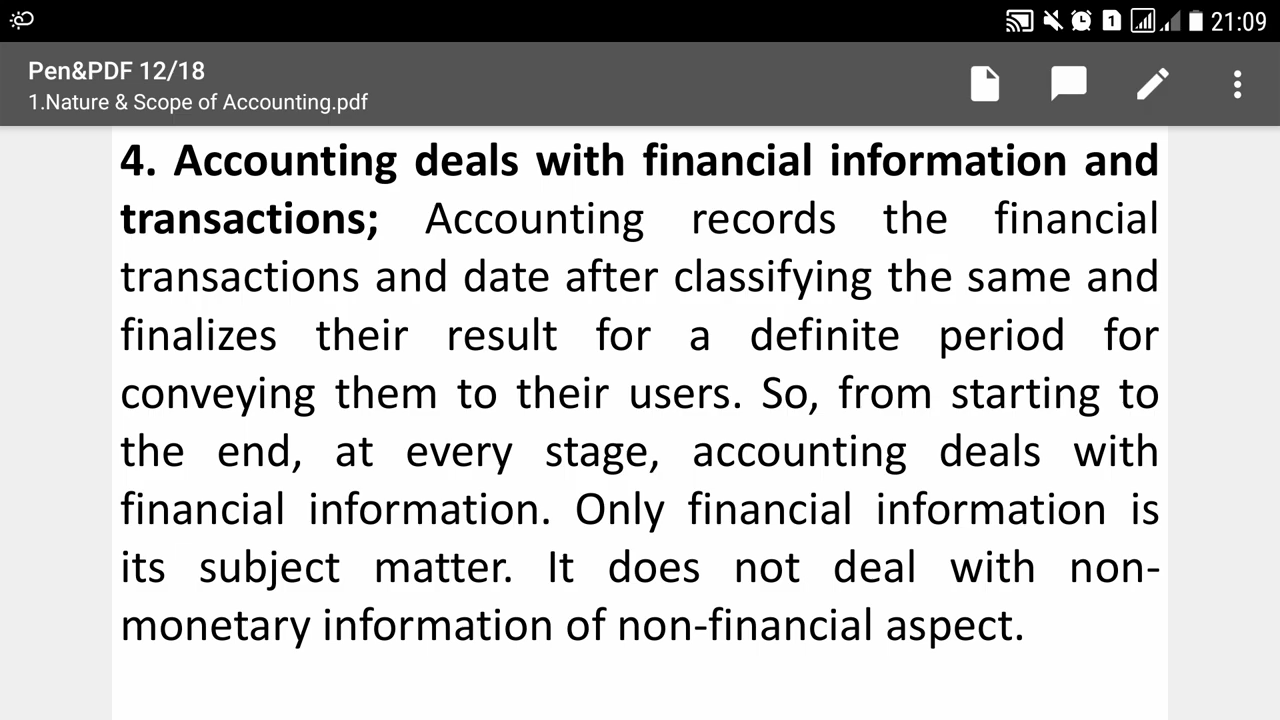 21:09
Pen&PDF 12/18
1.Nature & Scope of Accounting.pdf
4. Accounting deals with financial information and
transactions; Accounting records the financial
transactions and date after classifying the same and
finalizes their result for a definite period for
conveying them to their users. So, from starting to
the end, at every stage, accounting deals with
financial information. Only financial information is
its subject matter. It does not deal with non-
monetary information of non-financial aspect.